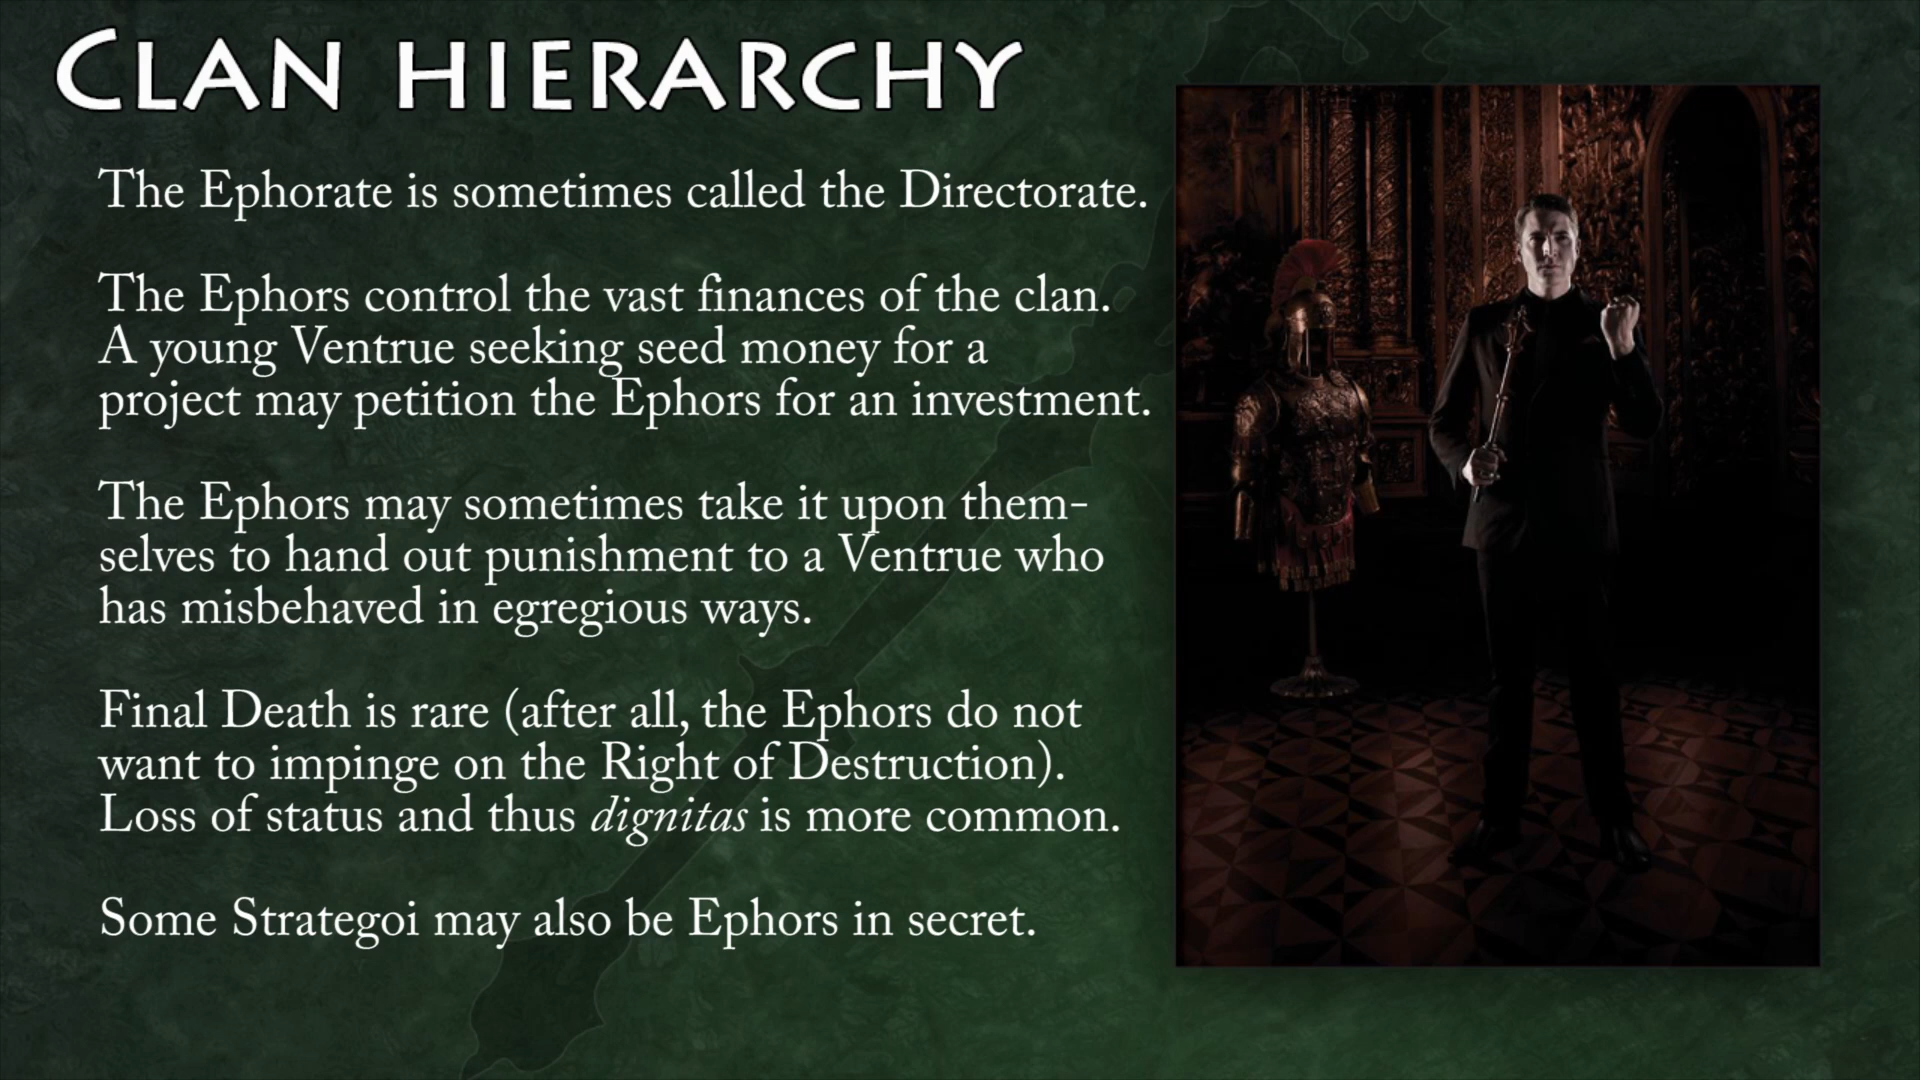 CLAN HIERARCHY
The Ephorate is sometimes called the Directorate.
The Ephors control the vast finances of the clan.
A young Ventrue seeking seed money for a
project may petition the Ephors for an investment.
The Ephors may sometimes take it upon them-
selves to hand out punishment to a Ventrue who
has misbehaved in egregious ways.
Final Death is rare (after all, the Ephors do not
want to impinge on the Right of Destruction).
Loss of status and thus dignitas is more common.
Some Strategoi may also be Ephors in secret.